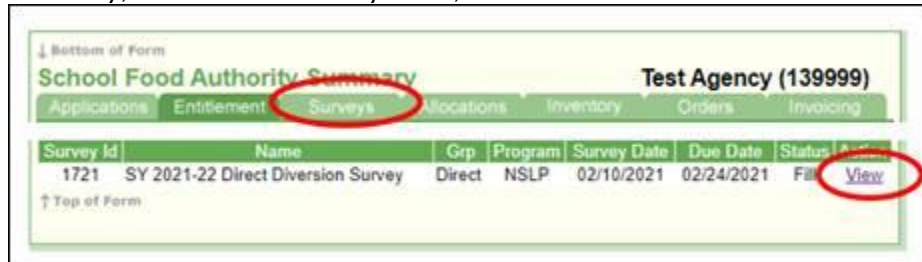 ↓ Bottom of Form
School Food Authority Summary Test Agency (139999)
Applications Entitlement Surveys Allocations Inventory Orders Invoicing
Survey Id Name Grp Program Survey Date Due Date Status Action
1721 SY 2021-22 Direct Diversion Survey Direct NSLP 02/10/2021 02/24/2021 View
↑ Top of Form